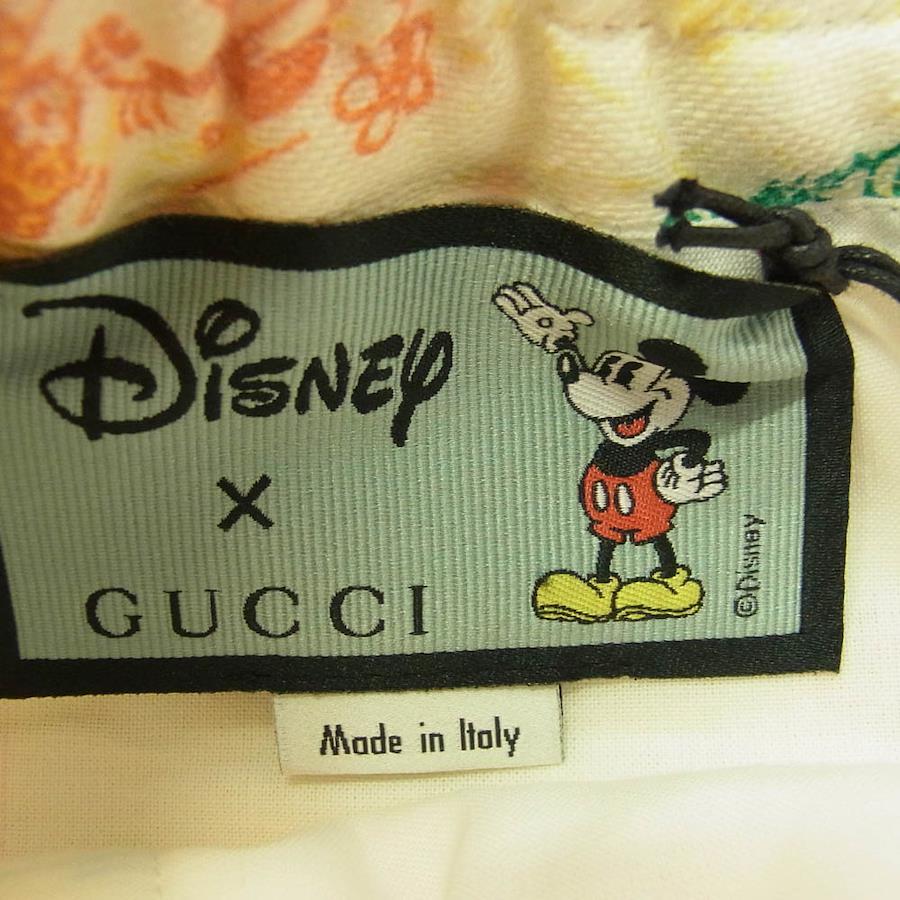 Disney
×
GUCCI
©Disney
Made in Italy